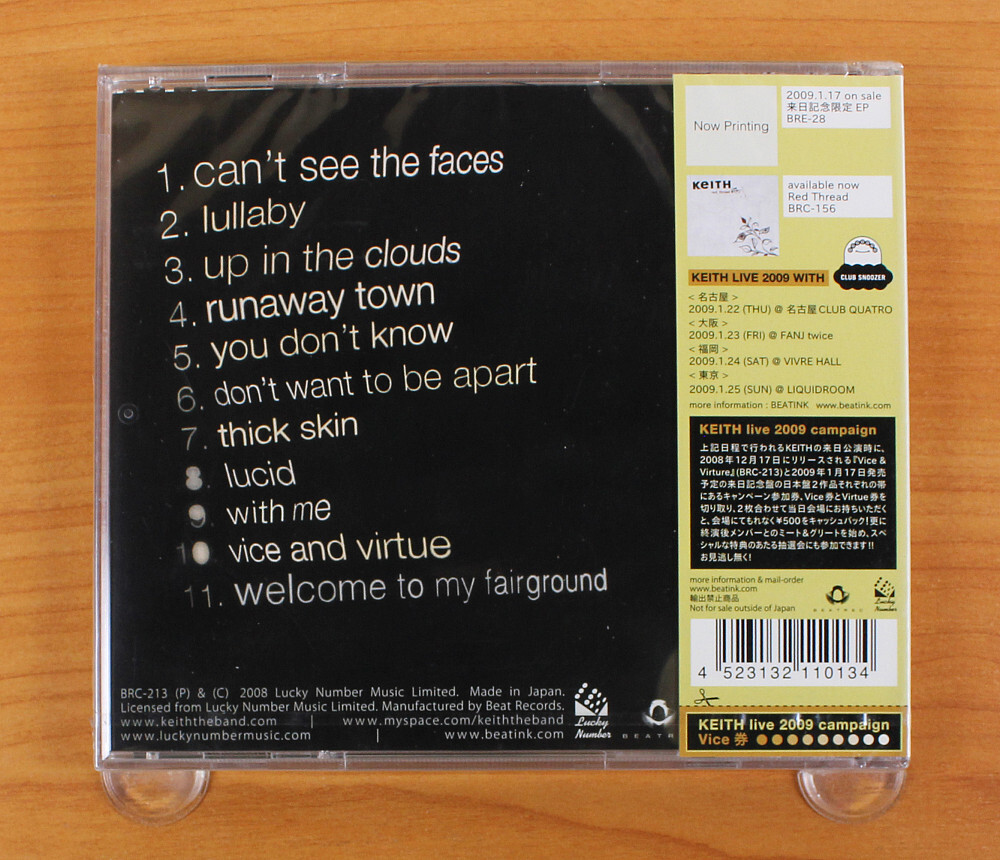 1. can't see the faces
2. lullaby
3. up in the clouds
4. runaway town
5. you don't know
6. don't want to be apart
7. thick skin
8. lucid
9. with me
10 vice and virtue
11. welcome to my fairground
BRC-213 (P) & (C) 2008 Lucky Number Music Limited. Made in Japan.
Licensed from Lucky Number Music Limited. Manufactured by Beat Records.
www.keiththeband.com | www.myspace.com/keiththeband
www.luckynumbermusic.com | www.beatink.com
Lucky
Number
BEATR
Now Printing
2009.1.17 on sale
来日記念限定 EP
BRE-28
KEITH
available now
Red Thread
BRC-156
KEITH LIVE 2009 WITH
CLUB SNOOZER
＜名古屋＞
2009.1.22 (THU) @ 名古屋 CLUB QUATRO
＜大阪＞
2009.1.23 (FRI) @ FANJ twice
＜福岡＞
2009.1.24 (SAT) @ VIVRE HALL
＜東京＞
2009.1.25 (SUN) @ LIQUIDROOM
more information : BEATINK www.beatink.com
KEITH live 2009 campaign
上記日程で行われるKEITHの来日公演時に、
2008年12月17日にリリースされる『Vice &
Virture』(BRC-213)と2009年1月17日発売
予定の来日記念盤の日本盤2作品それぞれの帯
にあるキャンペーン参加券、Vice券とVirtue券を
切り取り、2枚合わせて当日会場にお持ちいただく
と、会場にてもれなく¥500をキャッシュバック!更に
終演後メンバーとのミート&グリートを始め、スペ
シャルな特典のあたる抽選会にも参加できます!!
お見逃し無く!
more information & mail-order
www.beatink.com
輸出禁止商品
Not for sale outside of Japan
BEATREC
Lucky
Number
4 523132 110134
KEITH live 2009 campaign
Vice 券